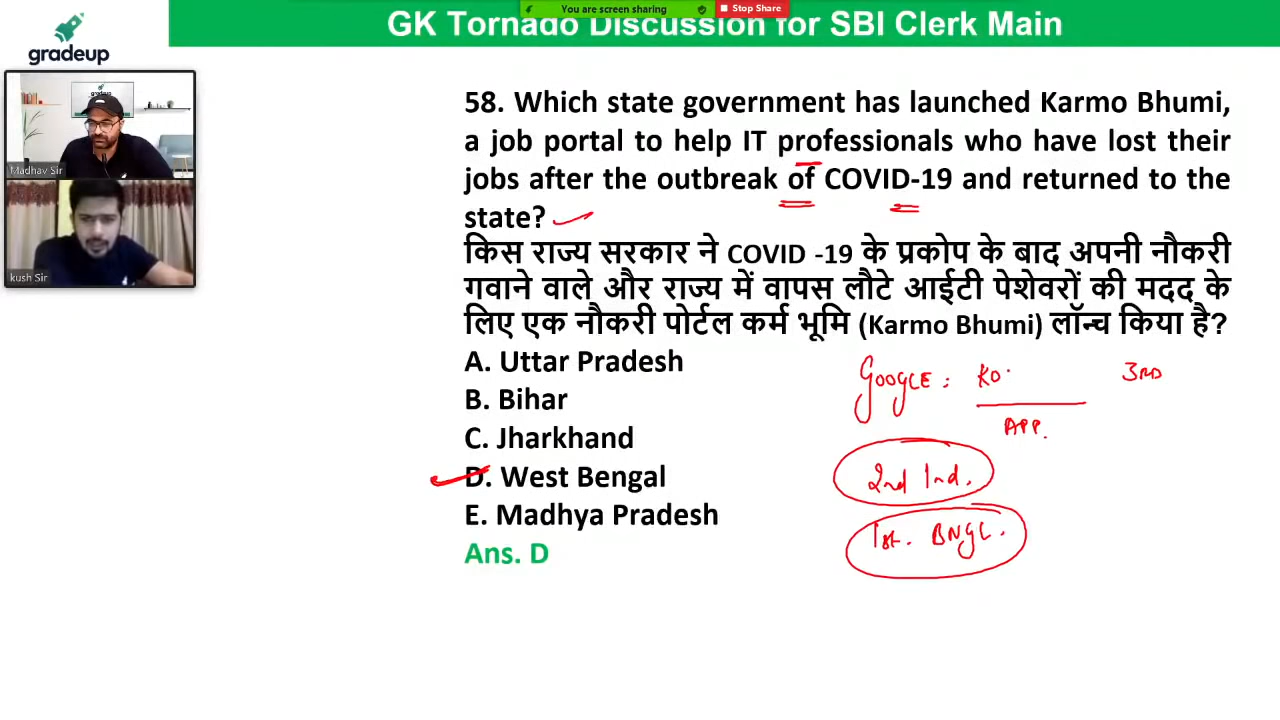 You are screen sharing
Stop Share
GK Tornado Discussion for SBI Clerk Main
gradeup
Madhav Sir
kush Sir
58. Which state government has launched Karmo Bhumi,
a job portal to help IT professionals who have lost their
jobs after the outbreak of COVID-19 and returned to the
state?
किस राज्य सरकार ने COVID -19 के प्रकोप के बाद अपनी नौकरी
गवाने वाले और राज्य में वापस लौटे आईटी पेशेवरों की मदद के
लिए एक नौकरी पोर्टल कर्म भूमि (Karmo Bhumi) लॉन्च किया है?
A. Uttar Pradesh
B. Bihar
C. Jharkhand
D. West Bengal
E. Madhya Pradesh
Ans. D
GOOGLE: KO. 3RD
APP.
2nd Ind.
1st. BNGL.